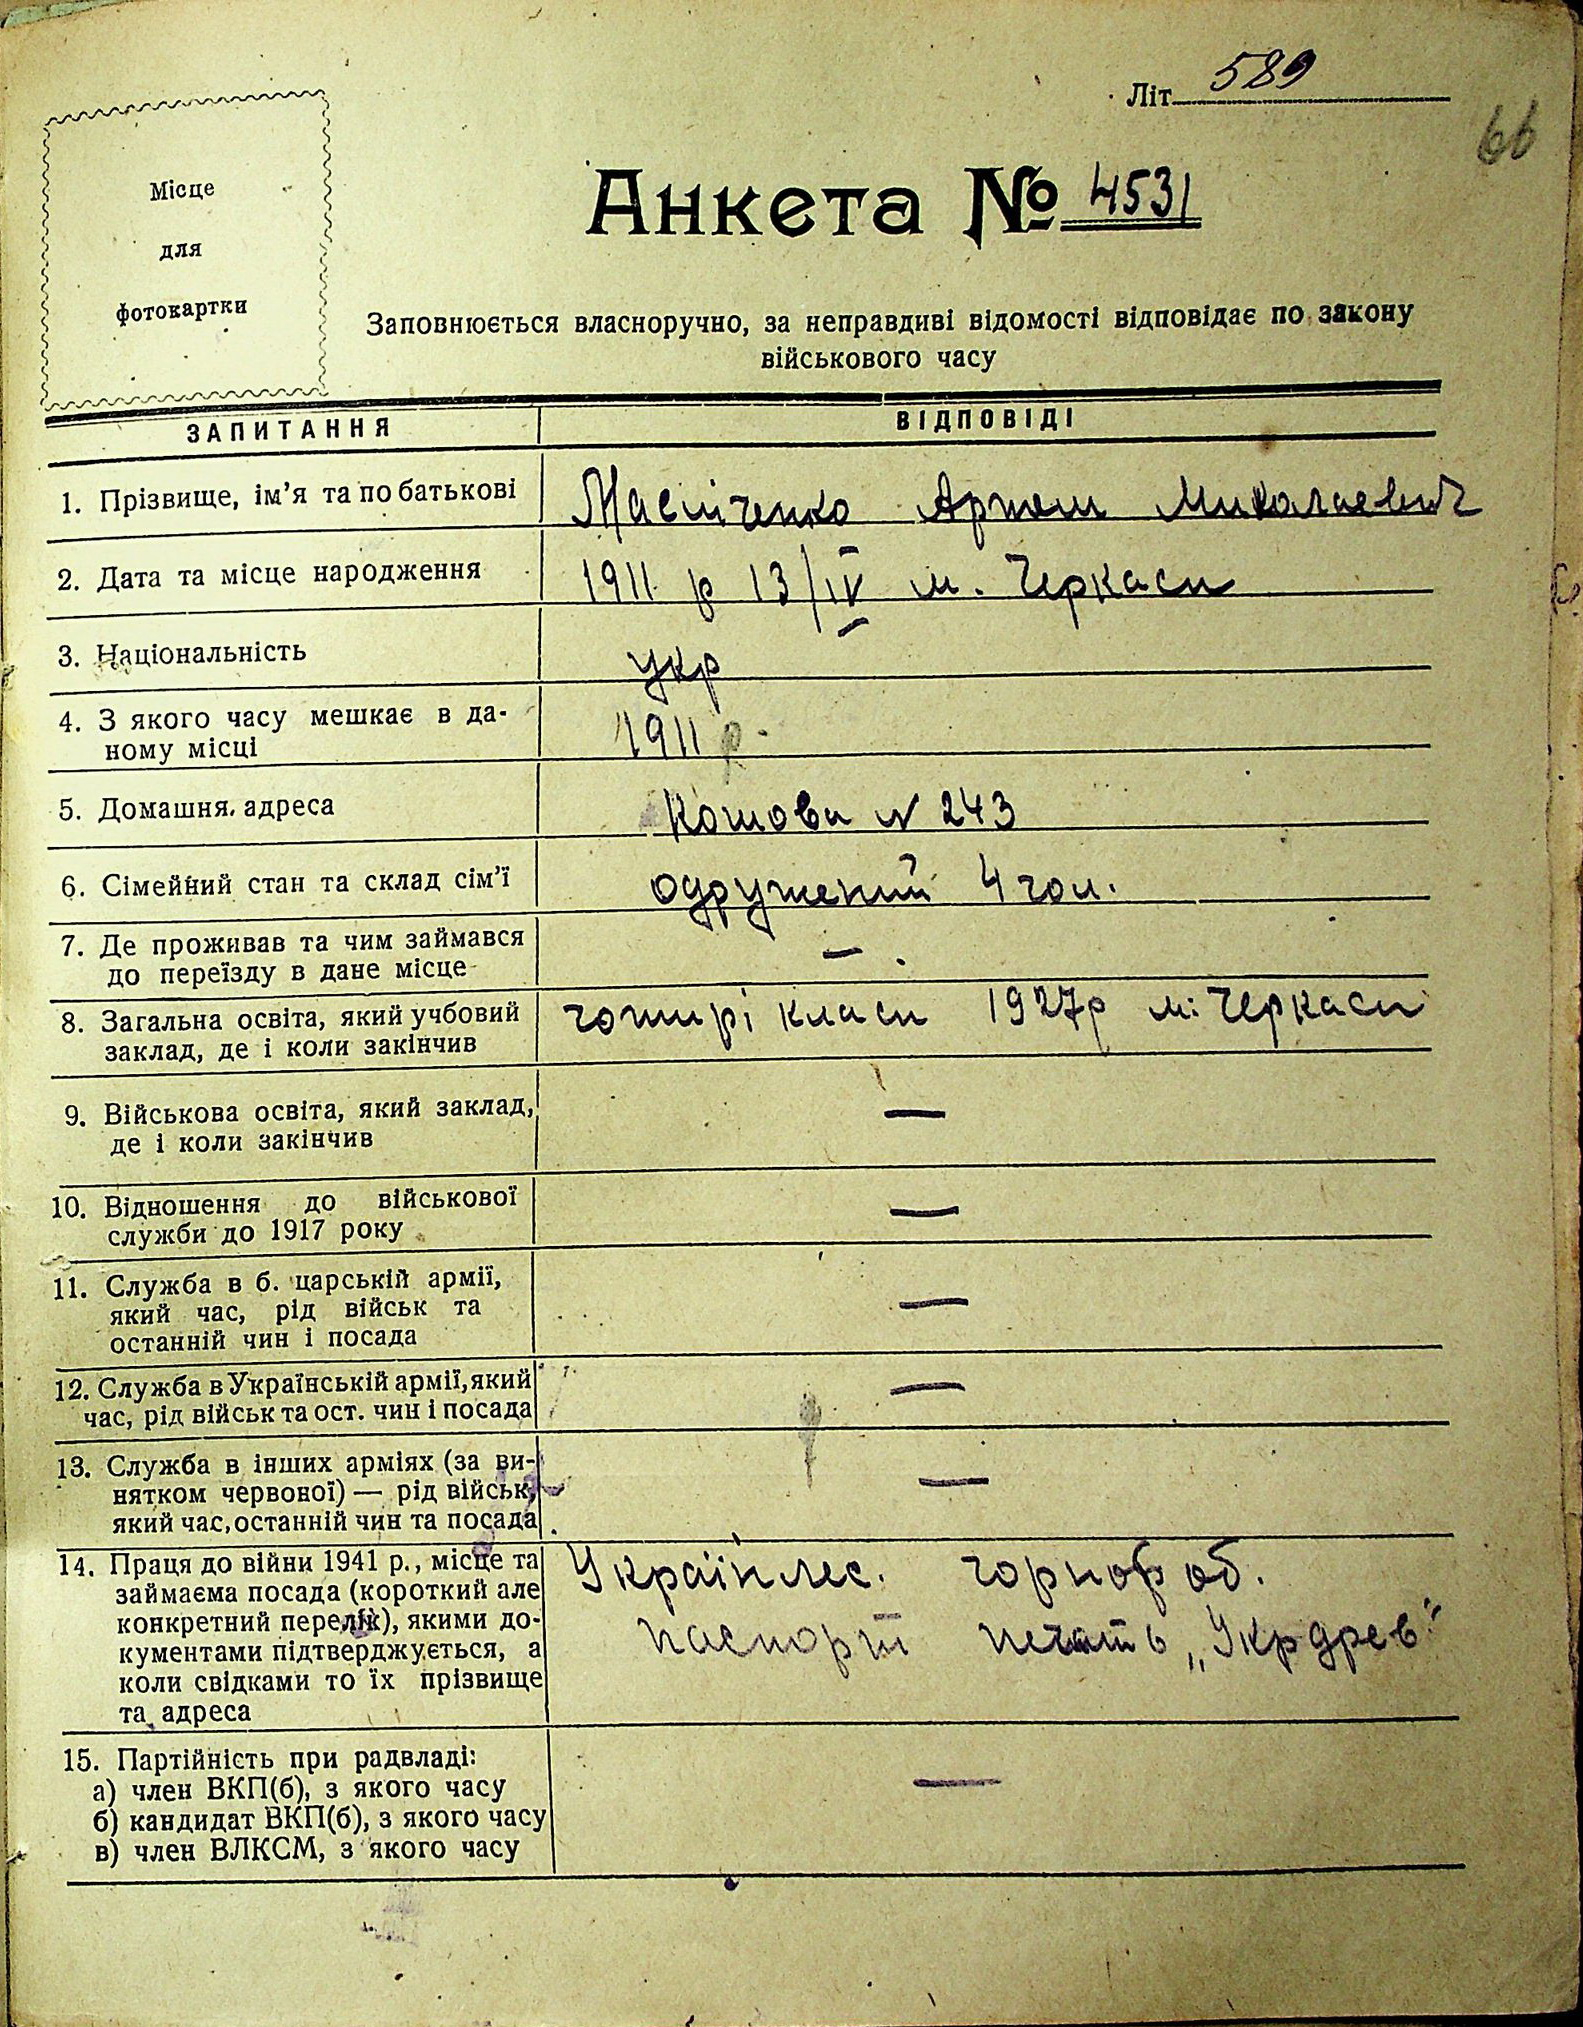 Літ 589
66
Місце
для
фотокартки
Анкета № 4531
Заповнюється власноручно, за неправдиві відомості відповідає по закону
військового часу
ЗАПИТАННЯ ВІДПОВІДІ
1. Прізвище, ім'я та по батькові Артем Миколаевич
2. Дата та місце народження 1911 р 13/IV м. Черкаси
3. Національність укр
4. З якого часу мешкає в да-
ному місці 1911 р.
5. Домашня адреса N 243
6. Сімейний стан та склад сім'ї одружений 4 чол.
7. Де проживав та чим займався
до переїзду в дане місце —
8. Загальна освіта, який учбовий
заклад, де і коли закінчив чотирі класи 1927р м. Черкаси
9. Військова освіта, який заклад,
де і коли закінчив —
10. Відношення до військової
служби до 1917 року —
11. Служба в б. царській армії,
який час, рід військ та
останній чин і посада —
12. Служба в Українській армії, який
час, рід військ та ост. чин і посада —
13. Служба в інших арміях (за ви-
нятком червоної) — рід військ,
який час, останній чин та посада —
14. Праця до війни 1941 р., місце та
займаєма посада (короткий але
конкретний перелік), якими до-
кументами підтверджується, а
коли свідками то їх прізвище
та адреса
Украінлес. чорнороб.
паспорт печать „Укрдрев"
15. Партійність при радвладі:
а) член ВКП(б), з якого часу
б) кандидат ВКП(б), з якого часу
в) член ВЛКСМ, з якого часу
—